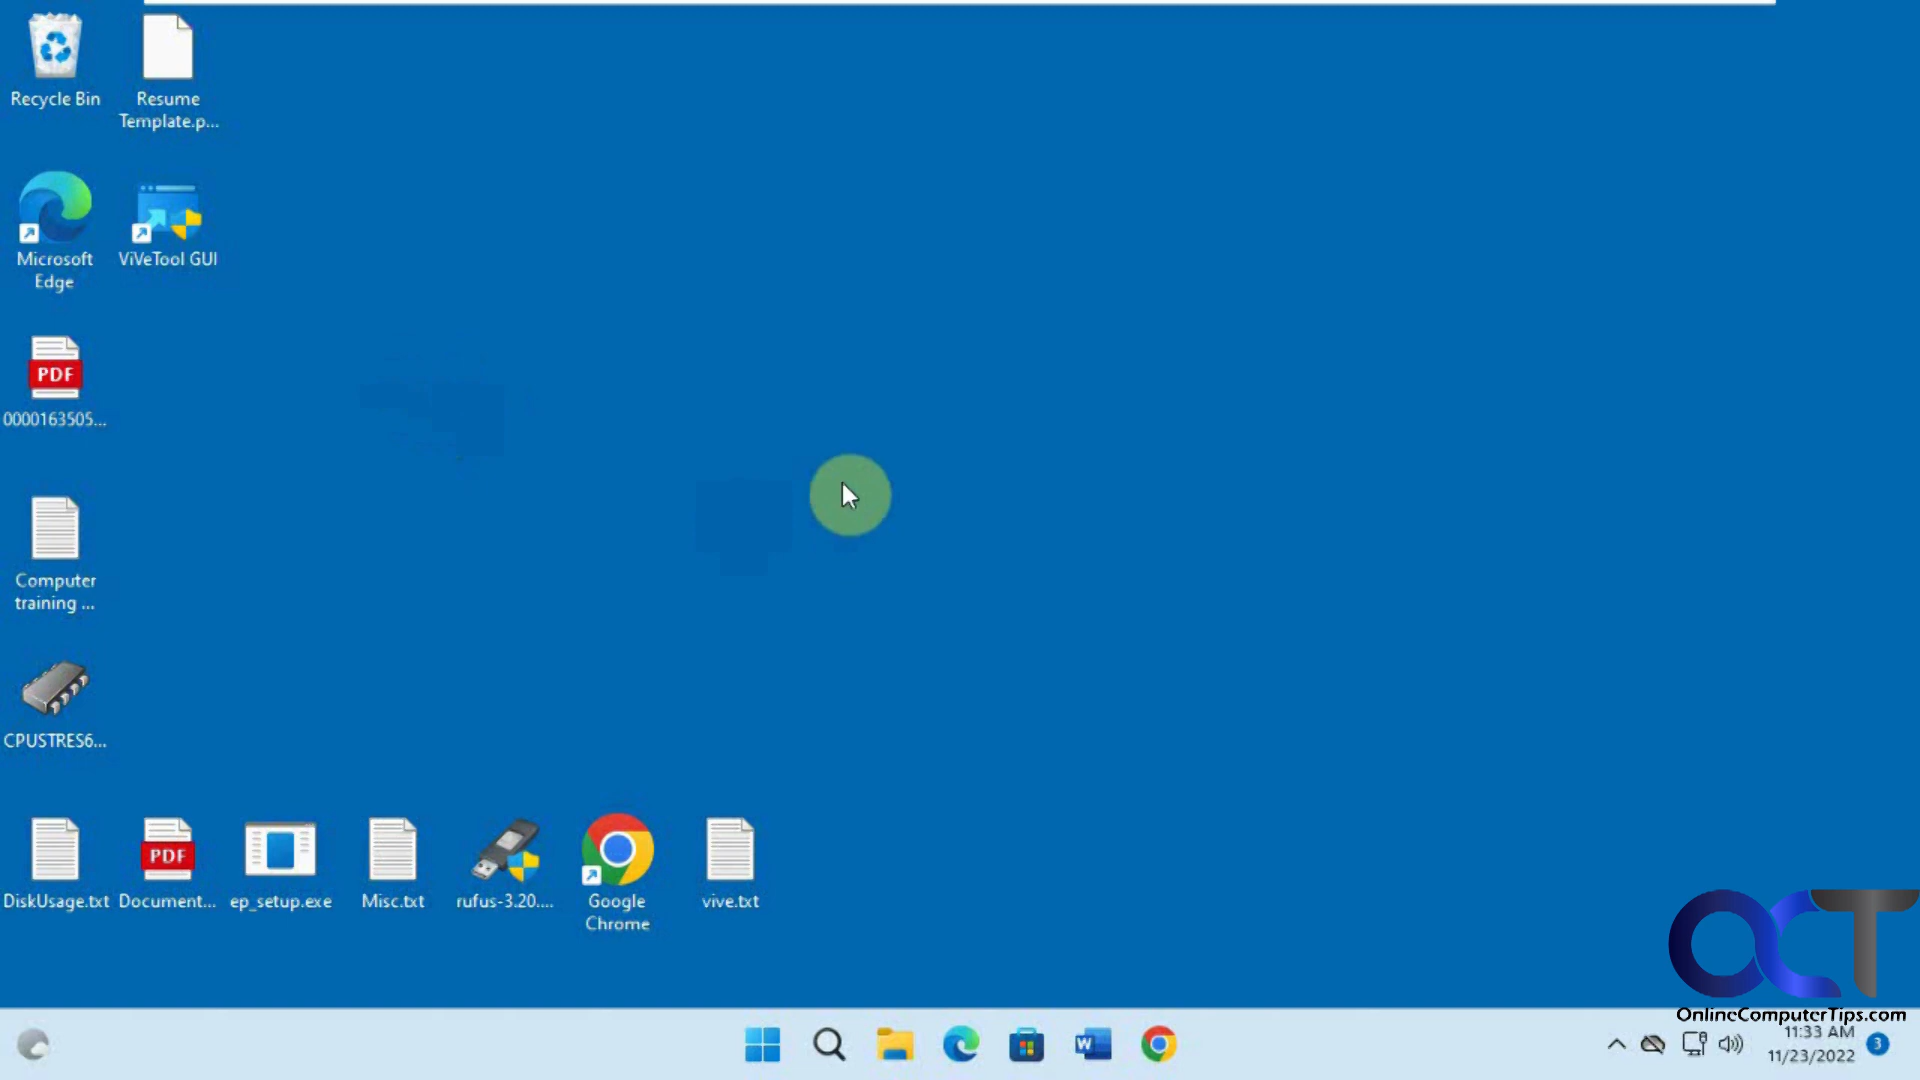 Recycle Bin
Resume
Template.p...
Microsoft
Edge
ViVeTool GUI
PDF
0000163505...
Computer
training ...
CPUSTRES6...
DiskUsage.txt
PDF
Document...
ep_setup.exe
Misc.txt
rufus-3.20....
Google
Chrome
vive.txt
OCT
OnlineComputerTips.com
W
11:33 AM
11/23/2022
3